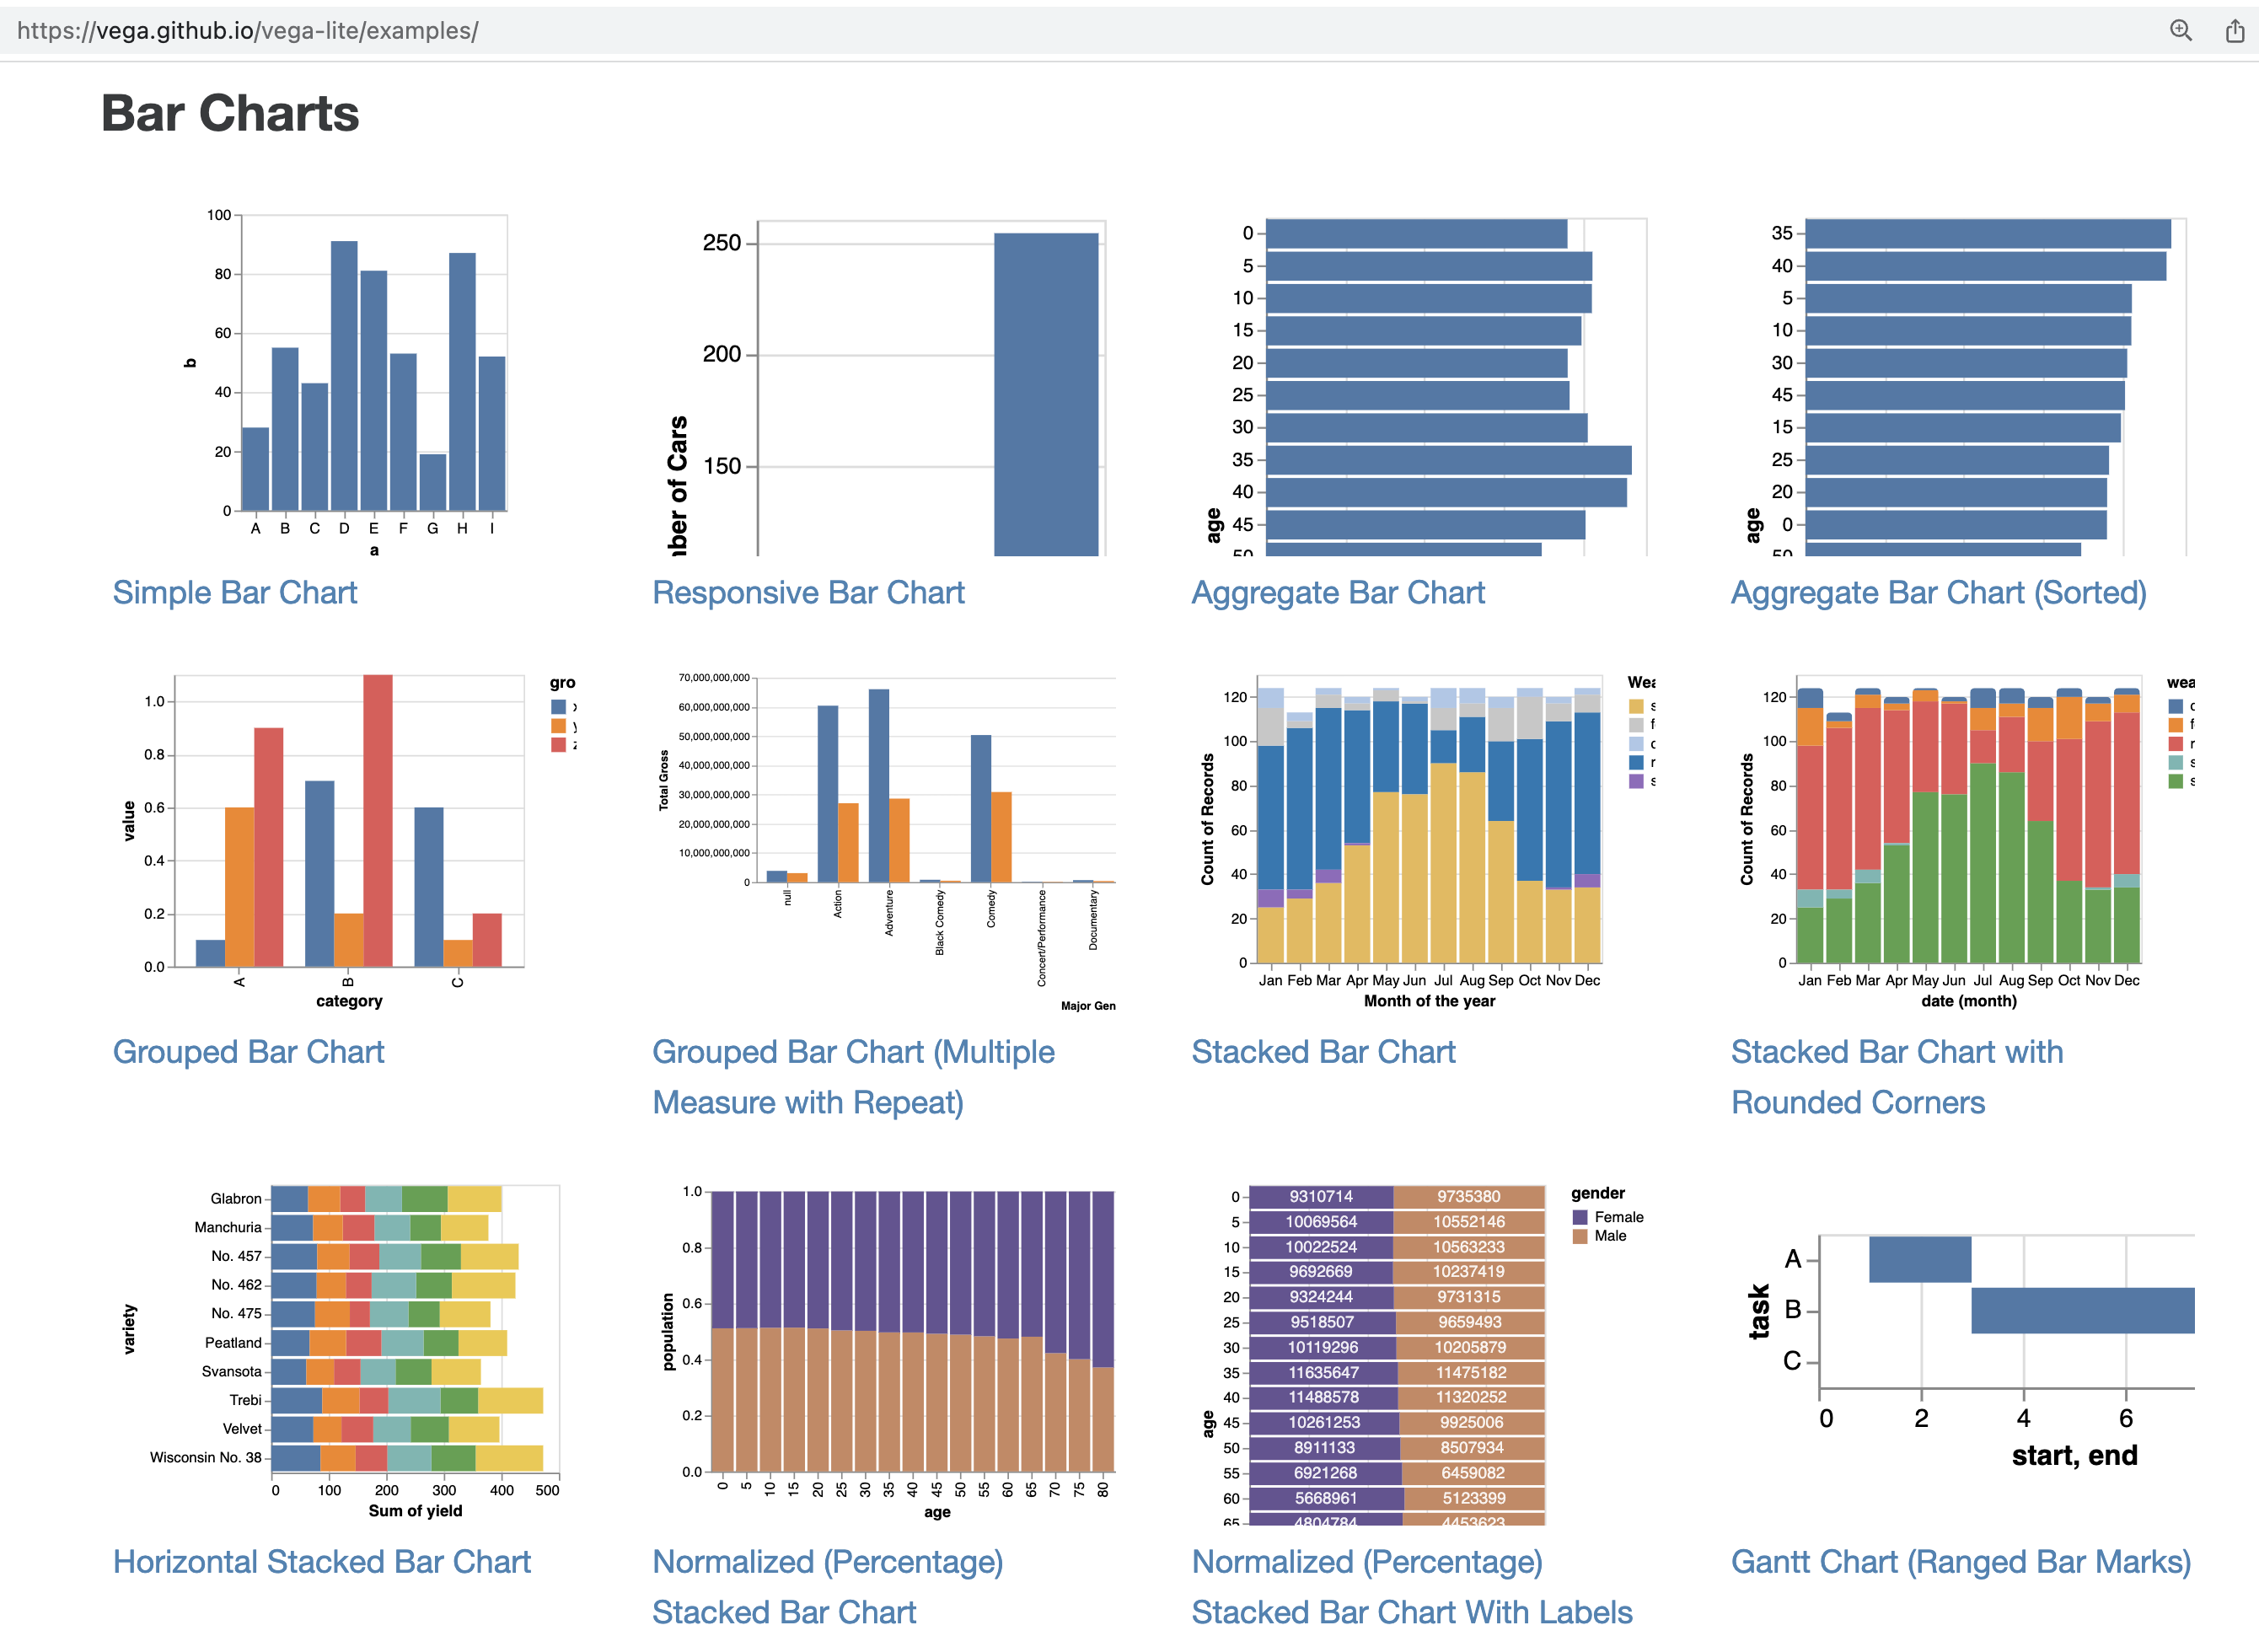 https://vega.github.io/vega-lite/examples/
Bar Charts
100
80
60
40
20
0
b
A B C D E F G H I
a
Simple Bar Chart
250
200
150
of Cars
Responsive Bar Chart
0
5
10
15
20
25
30
35
40
45
50
age
Aggregate Bar Chart
35
40
5
10
30
45
15
25
20
0
50
age
Aggregate Bar Chart (Sorted)
1.0
0.8
0.6
0.4
0.2
0.0
value
A B C
category
gro
Grouped Bar Chart
70,000,000,000
60,000,000,000
50,000,000,000
40,000,000,000
30,000,000,000
20,000,000,000
10,000,000,000
0
Total Gross
null Action Adventure Black Comedy Comedy Concert/Performance Documentary
Major Gen
Grouped Bar Chart (Multiple
Measure with Repeat)
120
100
80
60
40
20
0
Count of Records
Jan Feb Mar Apr May Jun Jul Aug Sep Oct Nov Dec
Month of the year
Wea
s
f
r
s
Stacked Bar Chart
120
100
80
60
40
20
0
Count of Records
Jan Feb Mar Apr May Jun Jul Aug Sep Oct Nov Dec
date (month)
wea
f
r
s
s
Stacked Bar Chart with
Rounded Corners
Glabron
Manchuria
No. 457
No. 462
No. 475
Peatland
Svansota
Trebi
Velvet
Wisconsin No. 38
variety
0 100 200 300 400 500
Sum of yield
Horizontal Stacked Bar Chart
1.0
0.8
0.6
0.4
0.2
0.0
population
0 5 10 15 20 25 30 35 40 45 50 55 60 65 70 75 80
age
Normalized (Percentage)
Stacked Bar Chart
0 9310714 9735380
5 10069564 10552146
10 10022524 10563233
15 9692669 10237419
20 9324244 9731315
25 9518507 9659493
30 10119296 10205879
35 11635647 11475182
40 11488578 11320252
45 10261253 9925006
50 8911133 8507934
55 6921268 6459082
60 5668961 5123399
65 4804784 4453623
age
gender
Female
Male
Normalized (Percentage)
Stacked Bar Chart With Labels
A
B
C
task
0 2 4 6
start, end
Gantt Chart (Ranged Bar Marks)